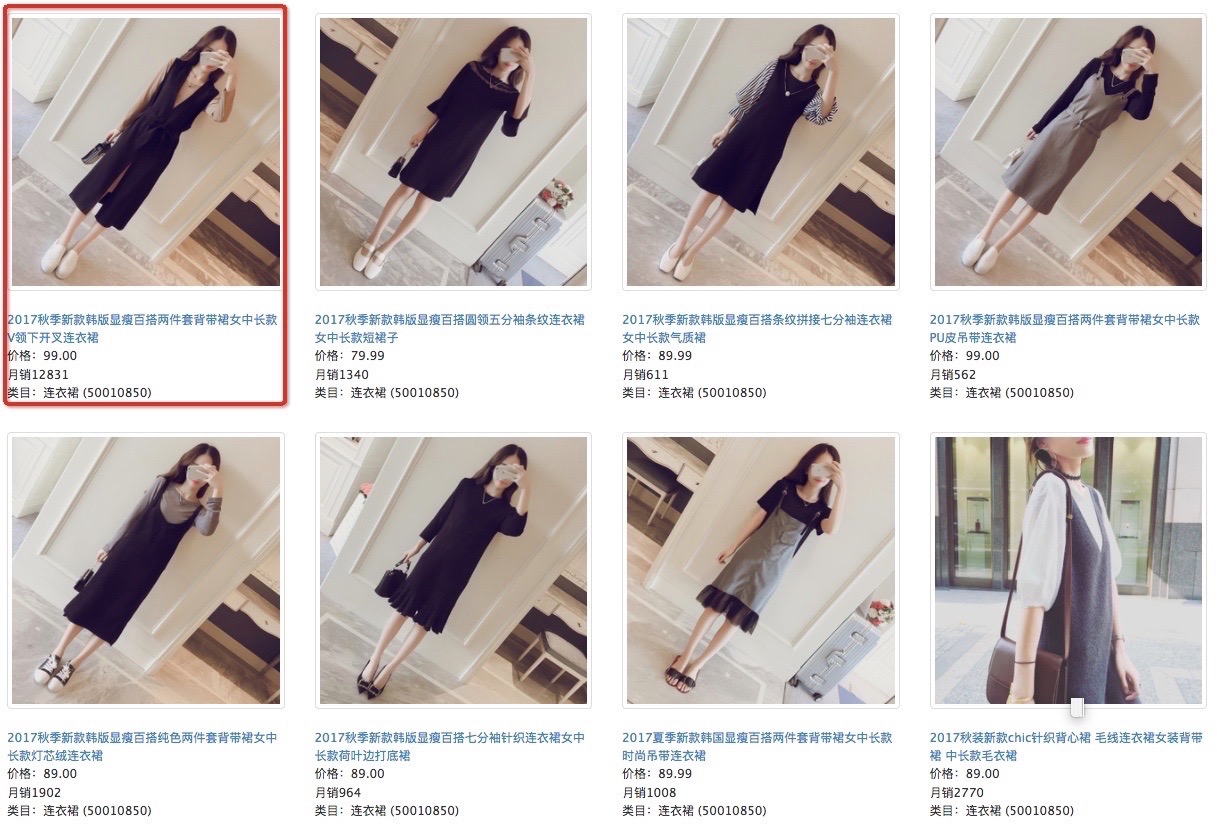 2017秋季新款韩版显瘦百搭两件套背带裙女中长款
V领下开叉连衣裙
价格：99.00
月销12831
类目：连衣裙 (50010850)
2017秋季新款韩版显瘦百搭圆领五分袖条纹连衣裙
女中长款短裙子
价格：79.99
月销1340
类目：连衣裙 (50010850)
2017秋季新款韩版显瘦百搭条纹拼接七分袖连衣裙
女中长款气质裙
价格：89.99
月销611
类目：连衣裙 (50010850)
2017秋季新款韩版显瘦百搭两件套背带裙女中长款
PU皮吊带连衣裙
价格：99.00
月销562
类目：连衣裙 (50010850)
2017秋季新款韩版显瘦百搭纯色两件套背带裙女中
长款灯芯绒连衣裙
价格：89.00
月销1902
类目：连衣裙 (50010850)
2017秋季新款韩版显瘦百搭七分袖针织连衣裙女中
长款荷叶边打底裙
价格：89.00
月销964
类目：连衣裙 (50010850)
2017夏季新款韩国显瘦百搭两件套背带裙女中长款
时尚吊带连衣裙
价格：89.99
月销1008
类目：连衣裙 (50010850)
2017秋装新款chic针织背心裙 毛线连衣裙女装背带
裙 中长款毛衣裙
价格：89.00
月销2770
类目：连衣裙 (50010850)